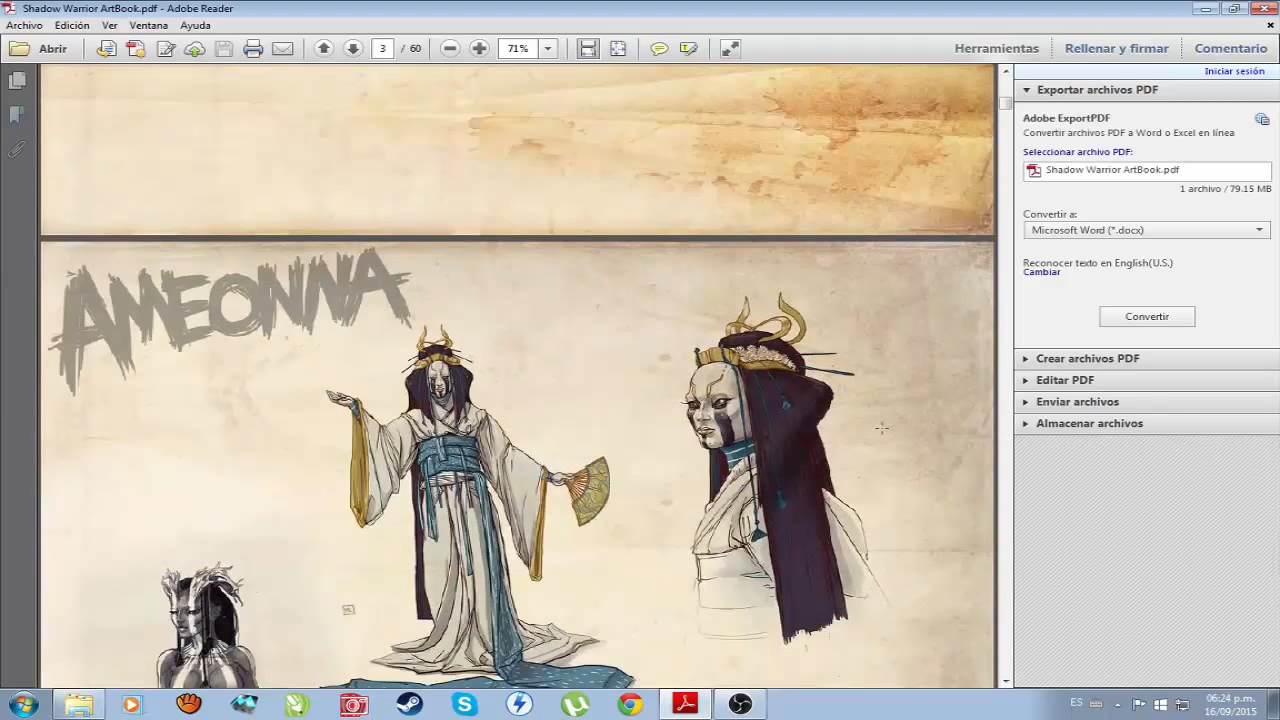 Shadow Warrior ArtBook.pdf - Adobe Reader
Archivo Edición Ver Ventana Ayuda
Abrir 3 / 60 71% Herramientas Rellenar y firmar Comentario
Iniciar sesión
Exportar archivos PDF
Adobe ExportPDF
Convertir archivos PDF a Word o Excel en línea
Seleccionar archivo PDF:
Shadow Warrior ArtBook.pdf
1 archivo / 79.15 MB
Convertir a:
Microsoft Word (*.docx)
Reconocer texto en English(U.S.)
Cambiar
Convertir
Crear archivos PDF
Editar PDF
Enviar archivos
Almacenar archivos
AMEONNA
ES
06:24 p.m.
16/09/2015